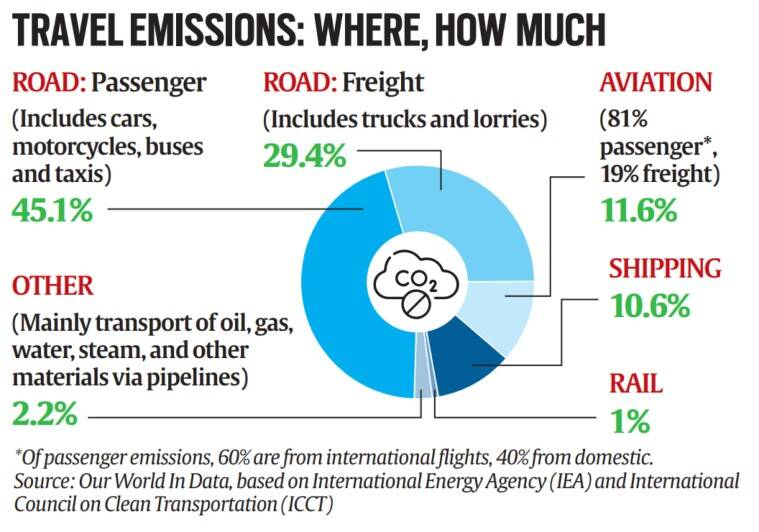 TRAVEL EMISSIONS: WHERE, HOW MUCH
ROAD: Passenger
(Includes cars,
motorcycles, buses
and taxis)
45.1%
ROAD: Freight
(Includes trucks and lorries)
29.4%
AVIATION
(81%
passenger*,
19% freight)
11.6%
SHIPPING
10.6%
RAIL
1%
OTHER
(Mainly transport of oil, gas,
water, steam, and other
materials via pipelines)
2.2%
CO2
*Of passenger emissions, 60% are from international flights, 40% from domestic.
Source: Our World In Data, based on International Energy Agency (IEA) and International
Council on Clean Transportation (ICCT)